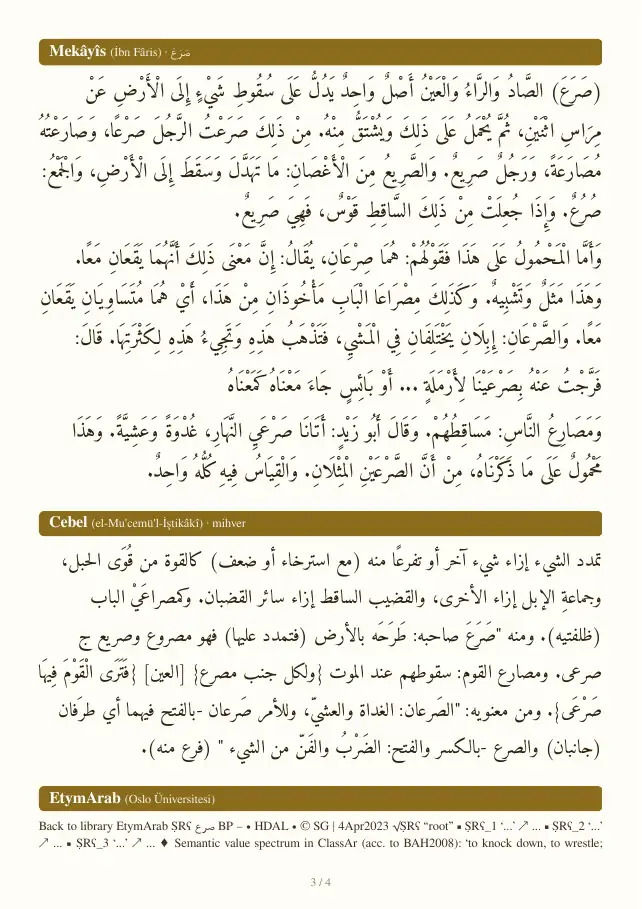 Mekâyîs (İbn Fâris) · صَرَعَ
(صَرَعَ) الصَّادُ وَالرَّاءُ وَالْعَيْنُ أَصْلٌ وَاحِدٌ يَدُلُّ عَلَى سُقُوطِ شَيْءٍ إِلَى الْأَرْضِ عَنْ
مِرَاسِ اثْنَيْنِ، ثُمَّ يُحْمَلُ عَلَى ذَلِكَ وَيُشْتَقُّ مِنْهُ. مِنْ ذَلِكَ صَرَعْتُ الرَّجُلَ صَرْعًا، وَصَارَعْتُهُ
مُصَارَعَةً، وَرَجُلٌ صَرِيعٌ. وَالصَّرِيعُ مِنَ الْأَغْصَانِ: مَا تَهَدَّلَ وَسَقَطَ إِلَى الْأَرْضِ، وَالْجَمْعُ:
صُرُعٌ. وَإِذَا جُعِلَتْ مِنْ ذَلِكَ السَّاقِطِ قَوْسٌ، فَهِيَ صَرِيعٌ.
وَأَمَّا الْمَحْمُولُ عَلَى هَذَا فَقَوْلُهُمْ: هُمَا صِرْعَانِ، يُقَالُ: إِنَّ مَعْنَى ذَلِكَ أَنَّهُمَا يَقَعَانِ مَعًا.
وَهَذَا مَثَلٌ وَتَشْبِيهٌ. وَكَذَلِكَ مِصْرَاعَا الْبَابِ مَأْخُوذَانِ مِنْ هَذَا، أَيْ هُمَا مُتَسَاوِيَانِ يَقَعَانِ
مَعًا. وَالصَّرْعَانِ: إِبِلَانِ يَخْتَلِفَانِ فِي الْمَشْيِ، فَتَذْهَبُ هَذِهِ وَتَجِيءُ هَذِهِ لِكَثْرَتِهَا. قَالَ:
فَرَّجْتُ عَنْهُ بِصَرْعَيْنَا لِأَرْمَلَةٍ ... أَوْ بَائِسٍ جَاءَ مَعْنَاهُ كَمَعْنَاهُ
وَمَصَارِعُ النَّاسِ: مَسَاقِطُهُمْ. وَقَالَ أَبُو زَيْدٍ: أَتَانَا صَرْعَيِ النَّهَارِ، غُدْوَةً وَعَشِيَّةً. وَهَذَا
مَحْمُولٌ عَلَى مَا ذَكَرْنَاهُ، مِنْ أَنَّ الصَّرْعَيْنِ الْمِثْلَانِ. وَالْقِيَاسُ فِيهِ كُلُّهُ وَاحِدٌ.
Cebel (el-Mu'cemü'l-İştikâkî) · mihver
تمدد الشيء إزاء شيء آخر أو تفرعًا منه (مع استرخاء أو ضعف) كالقوة من قُوَى الحبل،
وجماعةِ الإبل إزاء الأخرى، والقضيب الساقط إزاء سائر القضبان. وكمصراعَيْ الباب
(ظلفتيه). ومنه "صَرَعَ صاحبه: طَرَحَه بالأرض (فتمدد عليها) فهو مصروع وصريع ج
صرعى. ومصارع القوم: سقوطهم عند الموت {ولكل جنب مصرع} [العين] {فَتَرَى الْقَوْمَ فِيهَا
صَرْعَى}. ومن معنويه: "الصَرعان: الغداة والعشيّ، وللأمر صَرعان -بالفتح فيهما أي طرَفان
(جانبان) والصرع -بالكسر والفتح: الضَرْبُ والفَنّ من الشيء " (فرع منه).
EtymArab (Oslo Üniversitesi)
Back to library EtymArab ṢRʕ صرع BP – • HDAL • © SG | 4Apr2023 √ṢRʕ “root” ▪ ṢRʕ_1 ‘...’ ↗ ... ▪ ṢRʕ_2 ‘...’
↗ ... ▪ ṢRʕ_3 ‘...’ ↗ ... ♦ Semantic value spectrum in ClassAr (acc. to BAH2008): ‘to knock down, to wrestle;
3 / 4